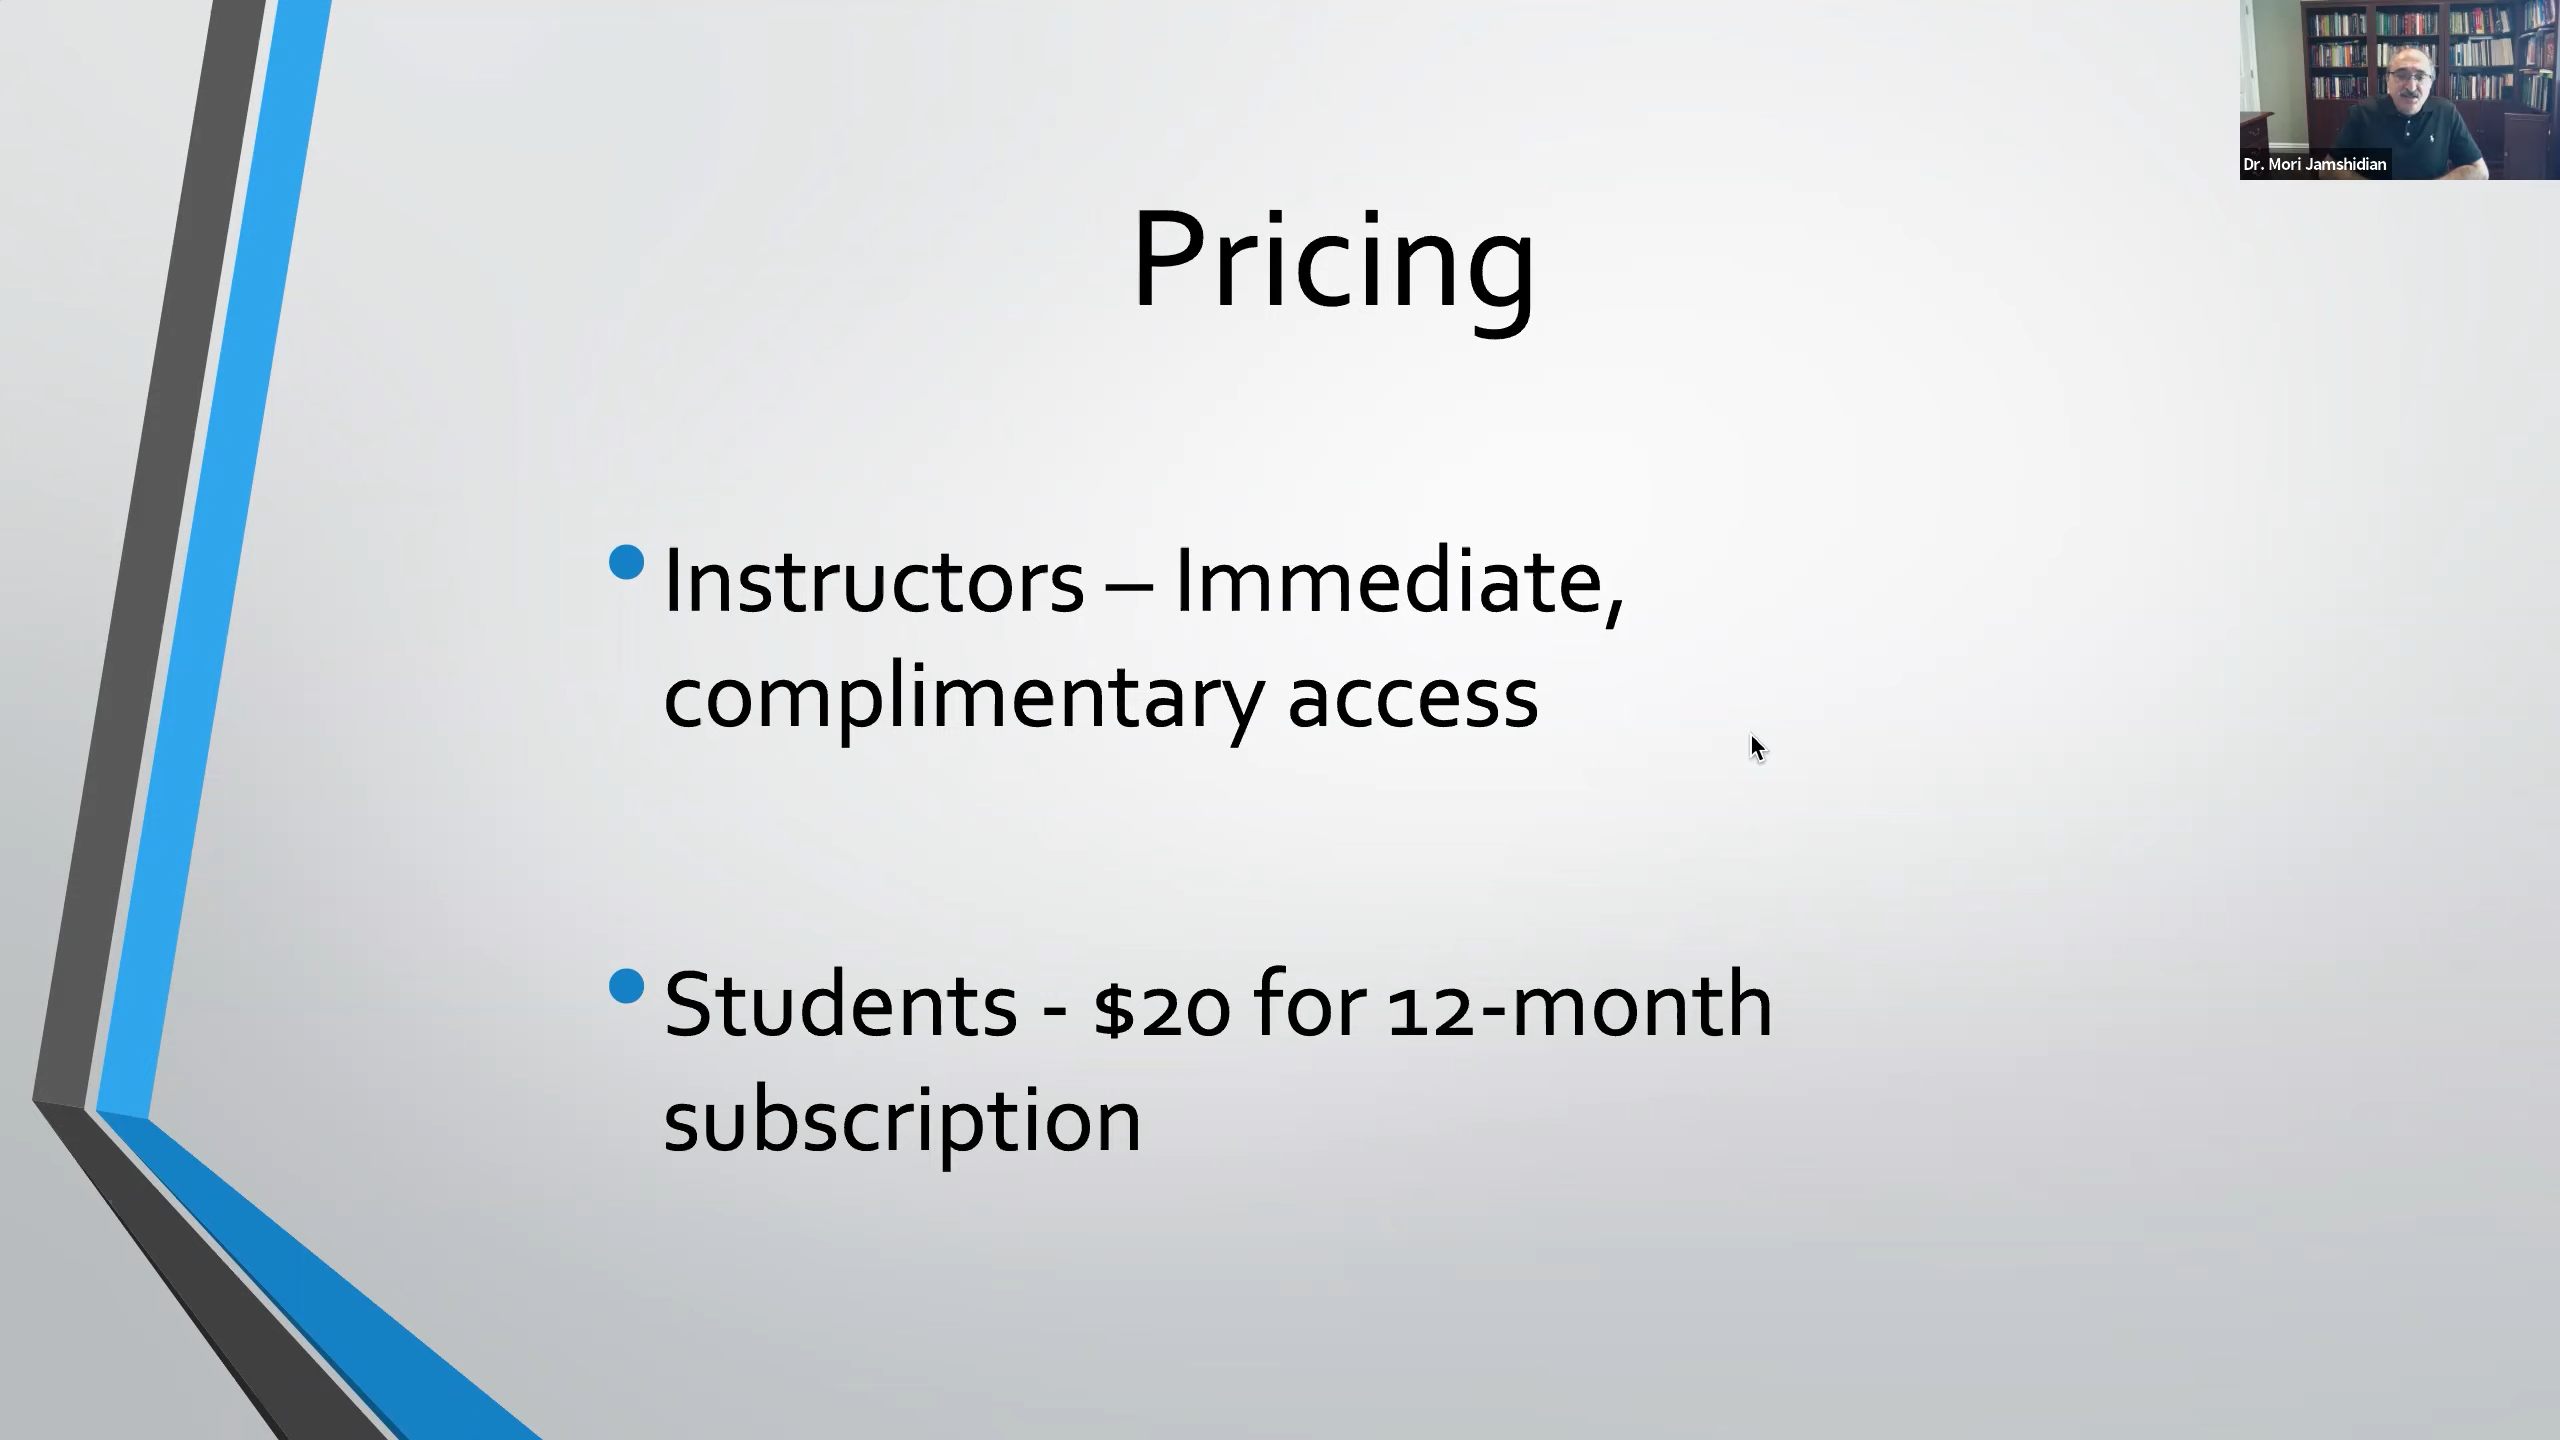 Dr. Mori Jamshidian
Pricing
Instructors – Immediate,
complimentary access
Students - $20 for 12-month
subscription